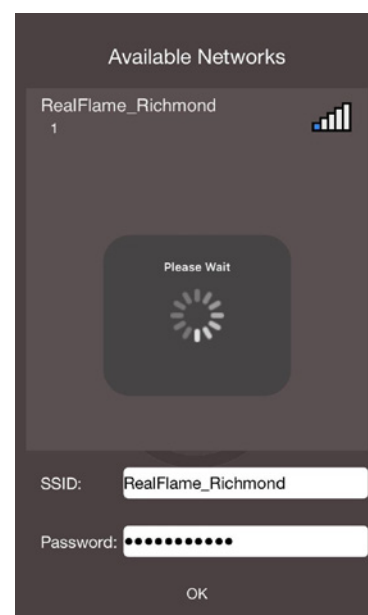 Available Networks
RealFlame_Richmond
1
Please Wait
SSID: RealFlame_Richmond
Password: ●●●●●●●●●●●
OK